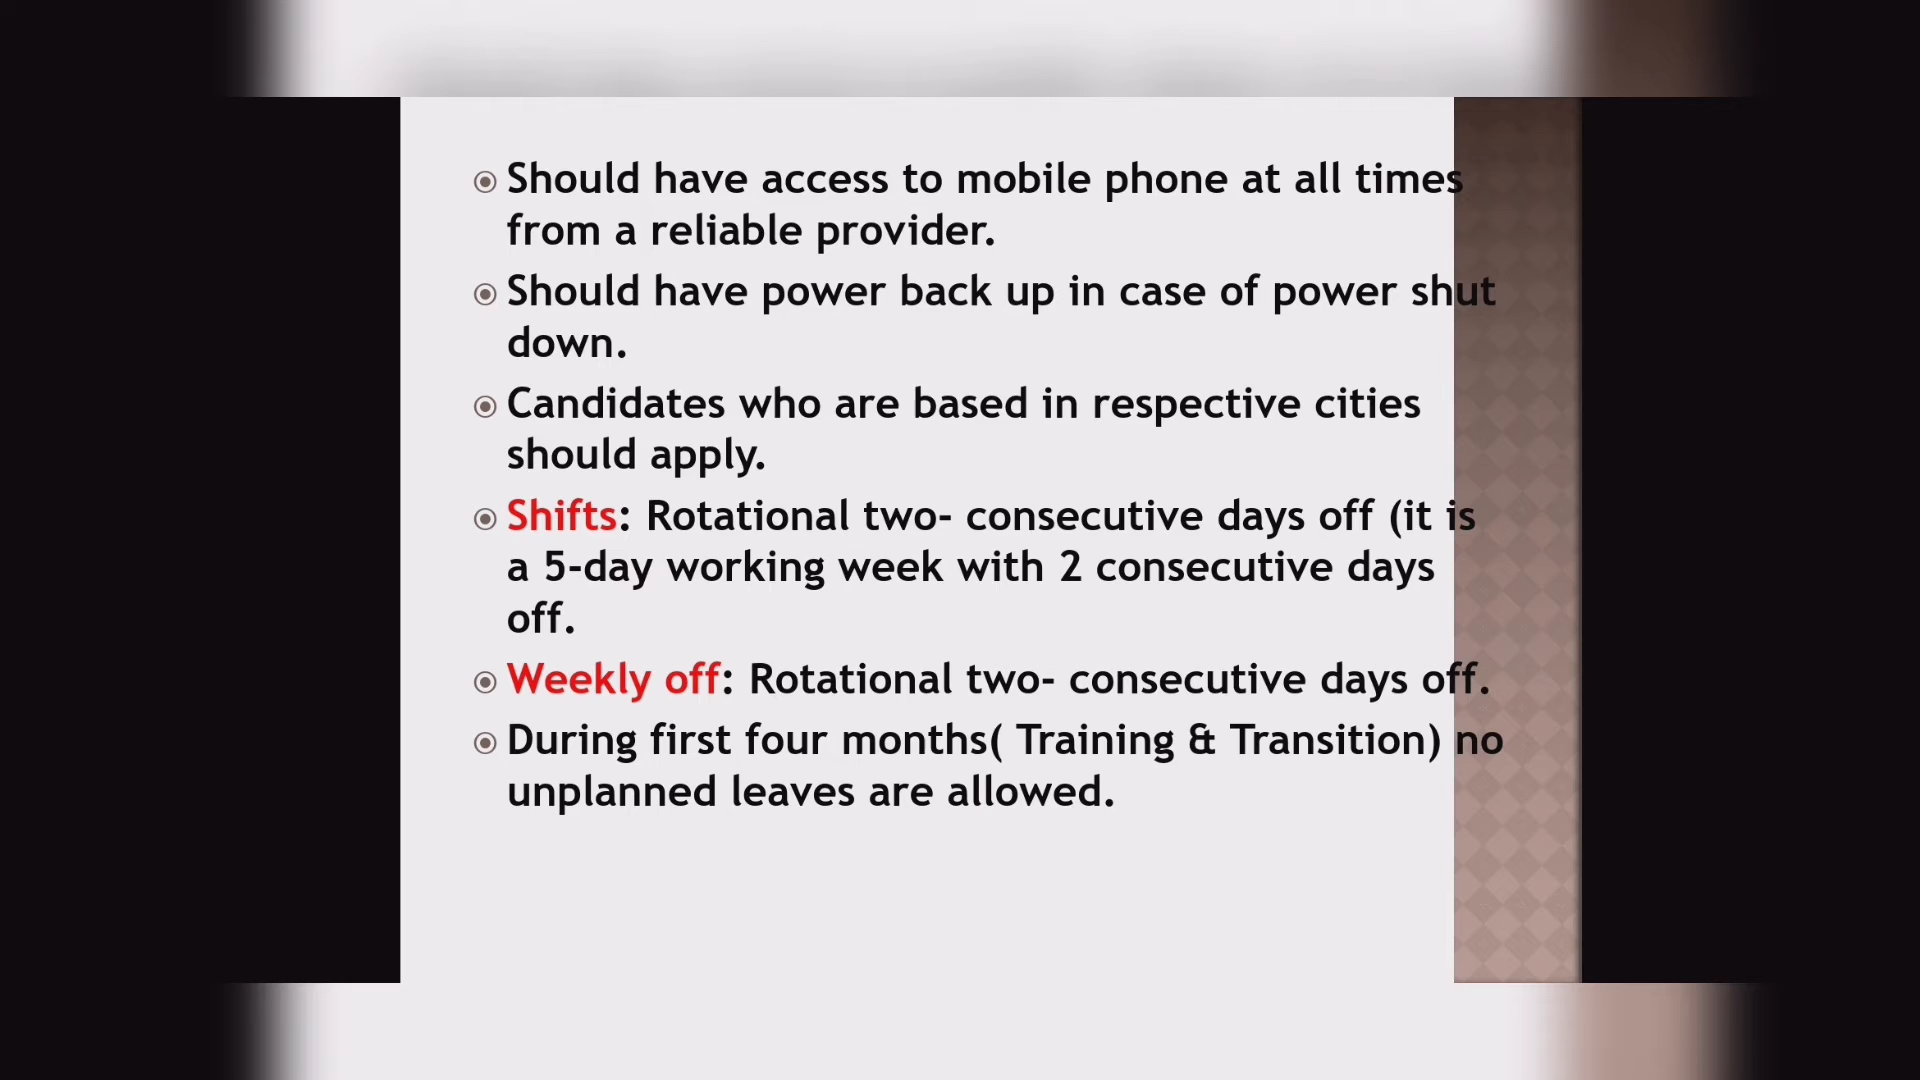 Should have access to mobile phone at all times
from a reliable provider.
Should have power back up in case of power shut
down.
Candidates who are based in respective cities
should apply.
Shifts: Rotational two- consecutive days off (it is
a 5-day working week with 2 consecutive days
off.
Weekly off: Rotational two- consecutive days off.
During first four months( Training & Transition) no
unplanned leaves are allowed.